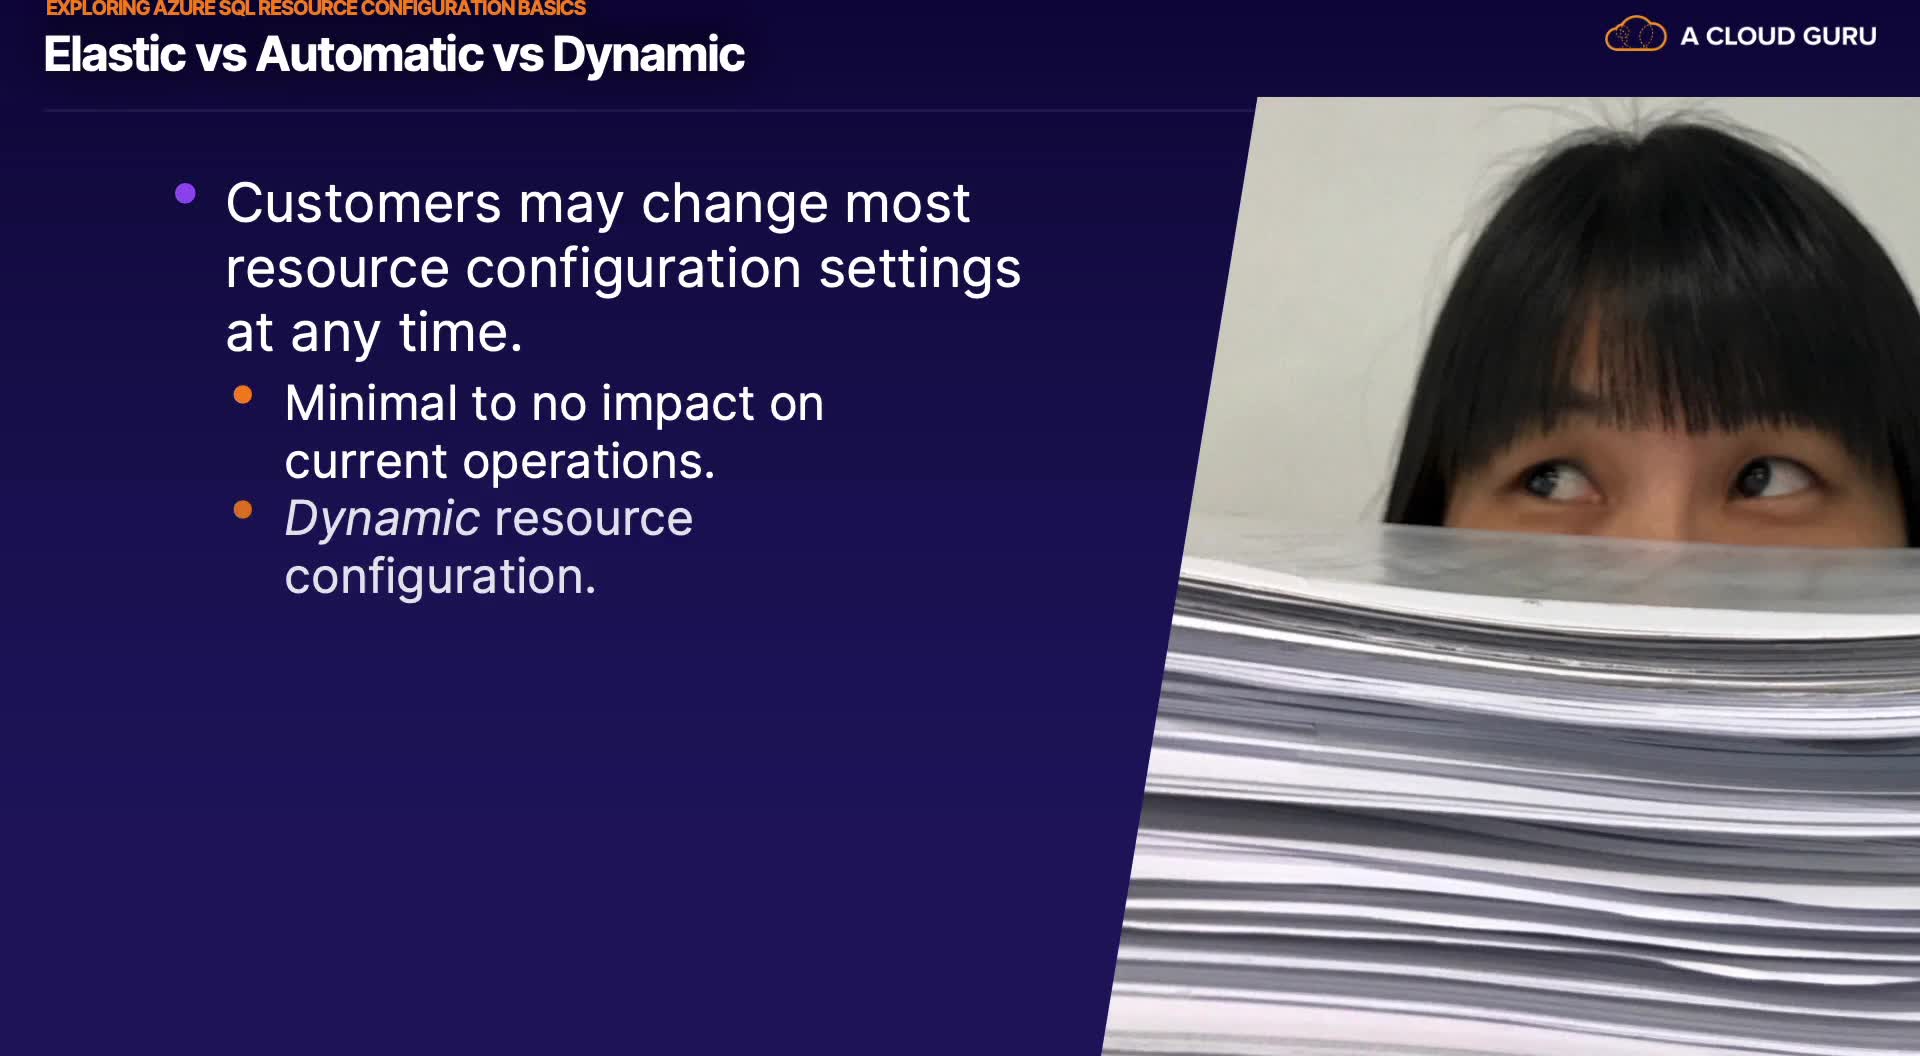 EXPLORING AZURE SQL RESOURCE CONFIGURATION BASICS
Elastic vs Automatic vs Dynamic
A CLOUD GURU
Customers may change most
resource configuration settings
at any time.
Minimal to no impact on
current operations.
Dynamic resource
configuration.